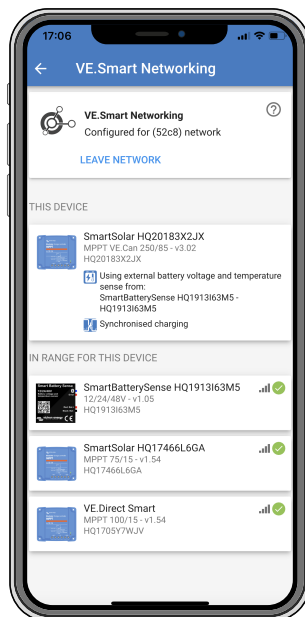 17:06
VE.Smart Networking
VE.Smart Networking
Configured for (52c8) network
LEAVE NETWORK
THIS DEVICE
SmartSolar HQ20183X2JX
MPPT VE.Can 250/85 - v3.02
HQ20183X2JX
Using external battery voltage and temperature
sense from:
SmartBatterySense HQ1913I63M5 -
HQ1913I63M5
Synchronised charging
IN RANGE FOR THIS DEVICE
Smart Battery Sense
SmartBatterySense HQ1913I63M5
12/24/48V - v1.05
HQ1913I63M5
SmartSolar HQ17466L6GA
MPPT 75/15 - v1.54
HQ17466L6GA
VE.Direct Smart
MPPT 100/15 - v1.54
HQ1705Y7WJV